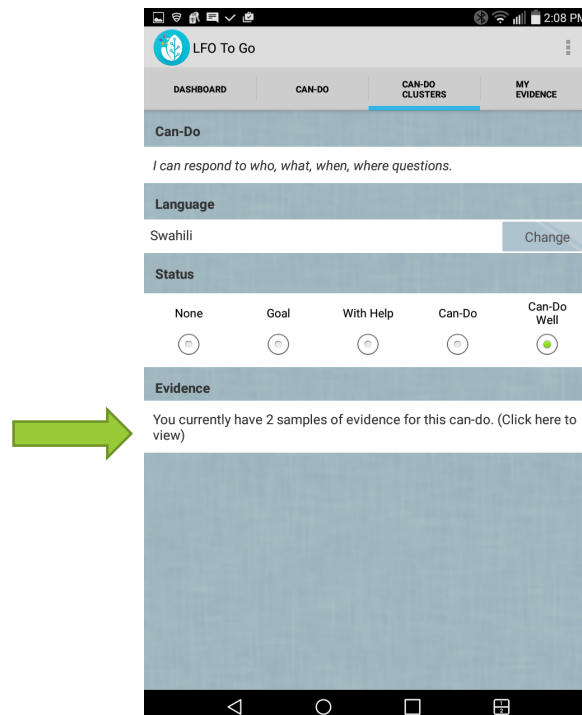 2:08 PM
LFO To Go
DASHBOARD
CAN-DO
CAN-DO
CLUSTERS
MY
EVIDENCE
Can-Do
I can respond to who, what, when, where questions.
Language
Swahili
Change
Status
None
Goal
With Help
Can-Do
Can-Do
Well
Evidence
You currently have 2 samples of evidence for this can-do. (Click here to
view)